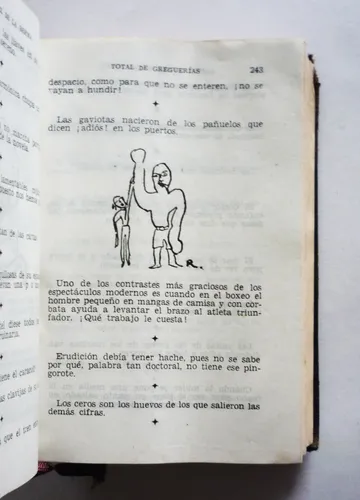 TOTAL DE GREGUERÍAS 243
despacio, como para que no se enteren, ¡no se
vayan a hundir!
Las gaviotas nacieron de los pañuelos que
dicen ¡adiós! en los puertos.
R.
Uno de los contrastes más graciosos de los
espectáculos modernos es cuando en el boxeo el
hombre pequeño en mangas de camisa y con cor-
bata ayuda a levantar el brazo al atleta triun-
fador. ¡Qué trabajo le cuesta!
Erudición debía tener hache, pues no se sabe
por qué, palabra tan doctoral, no tiene ese pin-
gorote.
Los ceros son los huevos de los que salieron las
demás cifras.